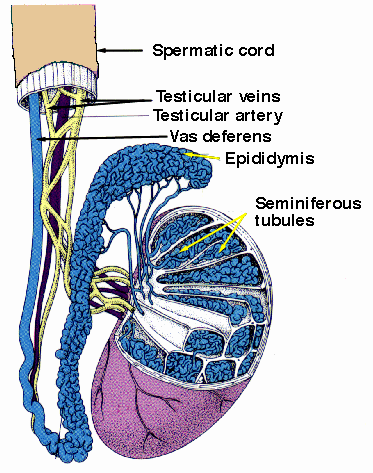 Spermatic cord
Testicular veins
Testicular artery
Vas deferens
Epididymis
Seminiferous
tubules